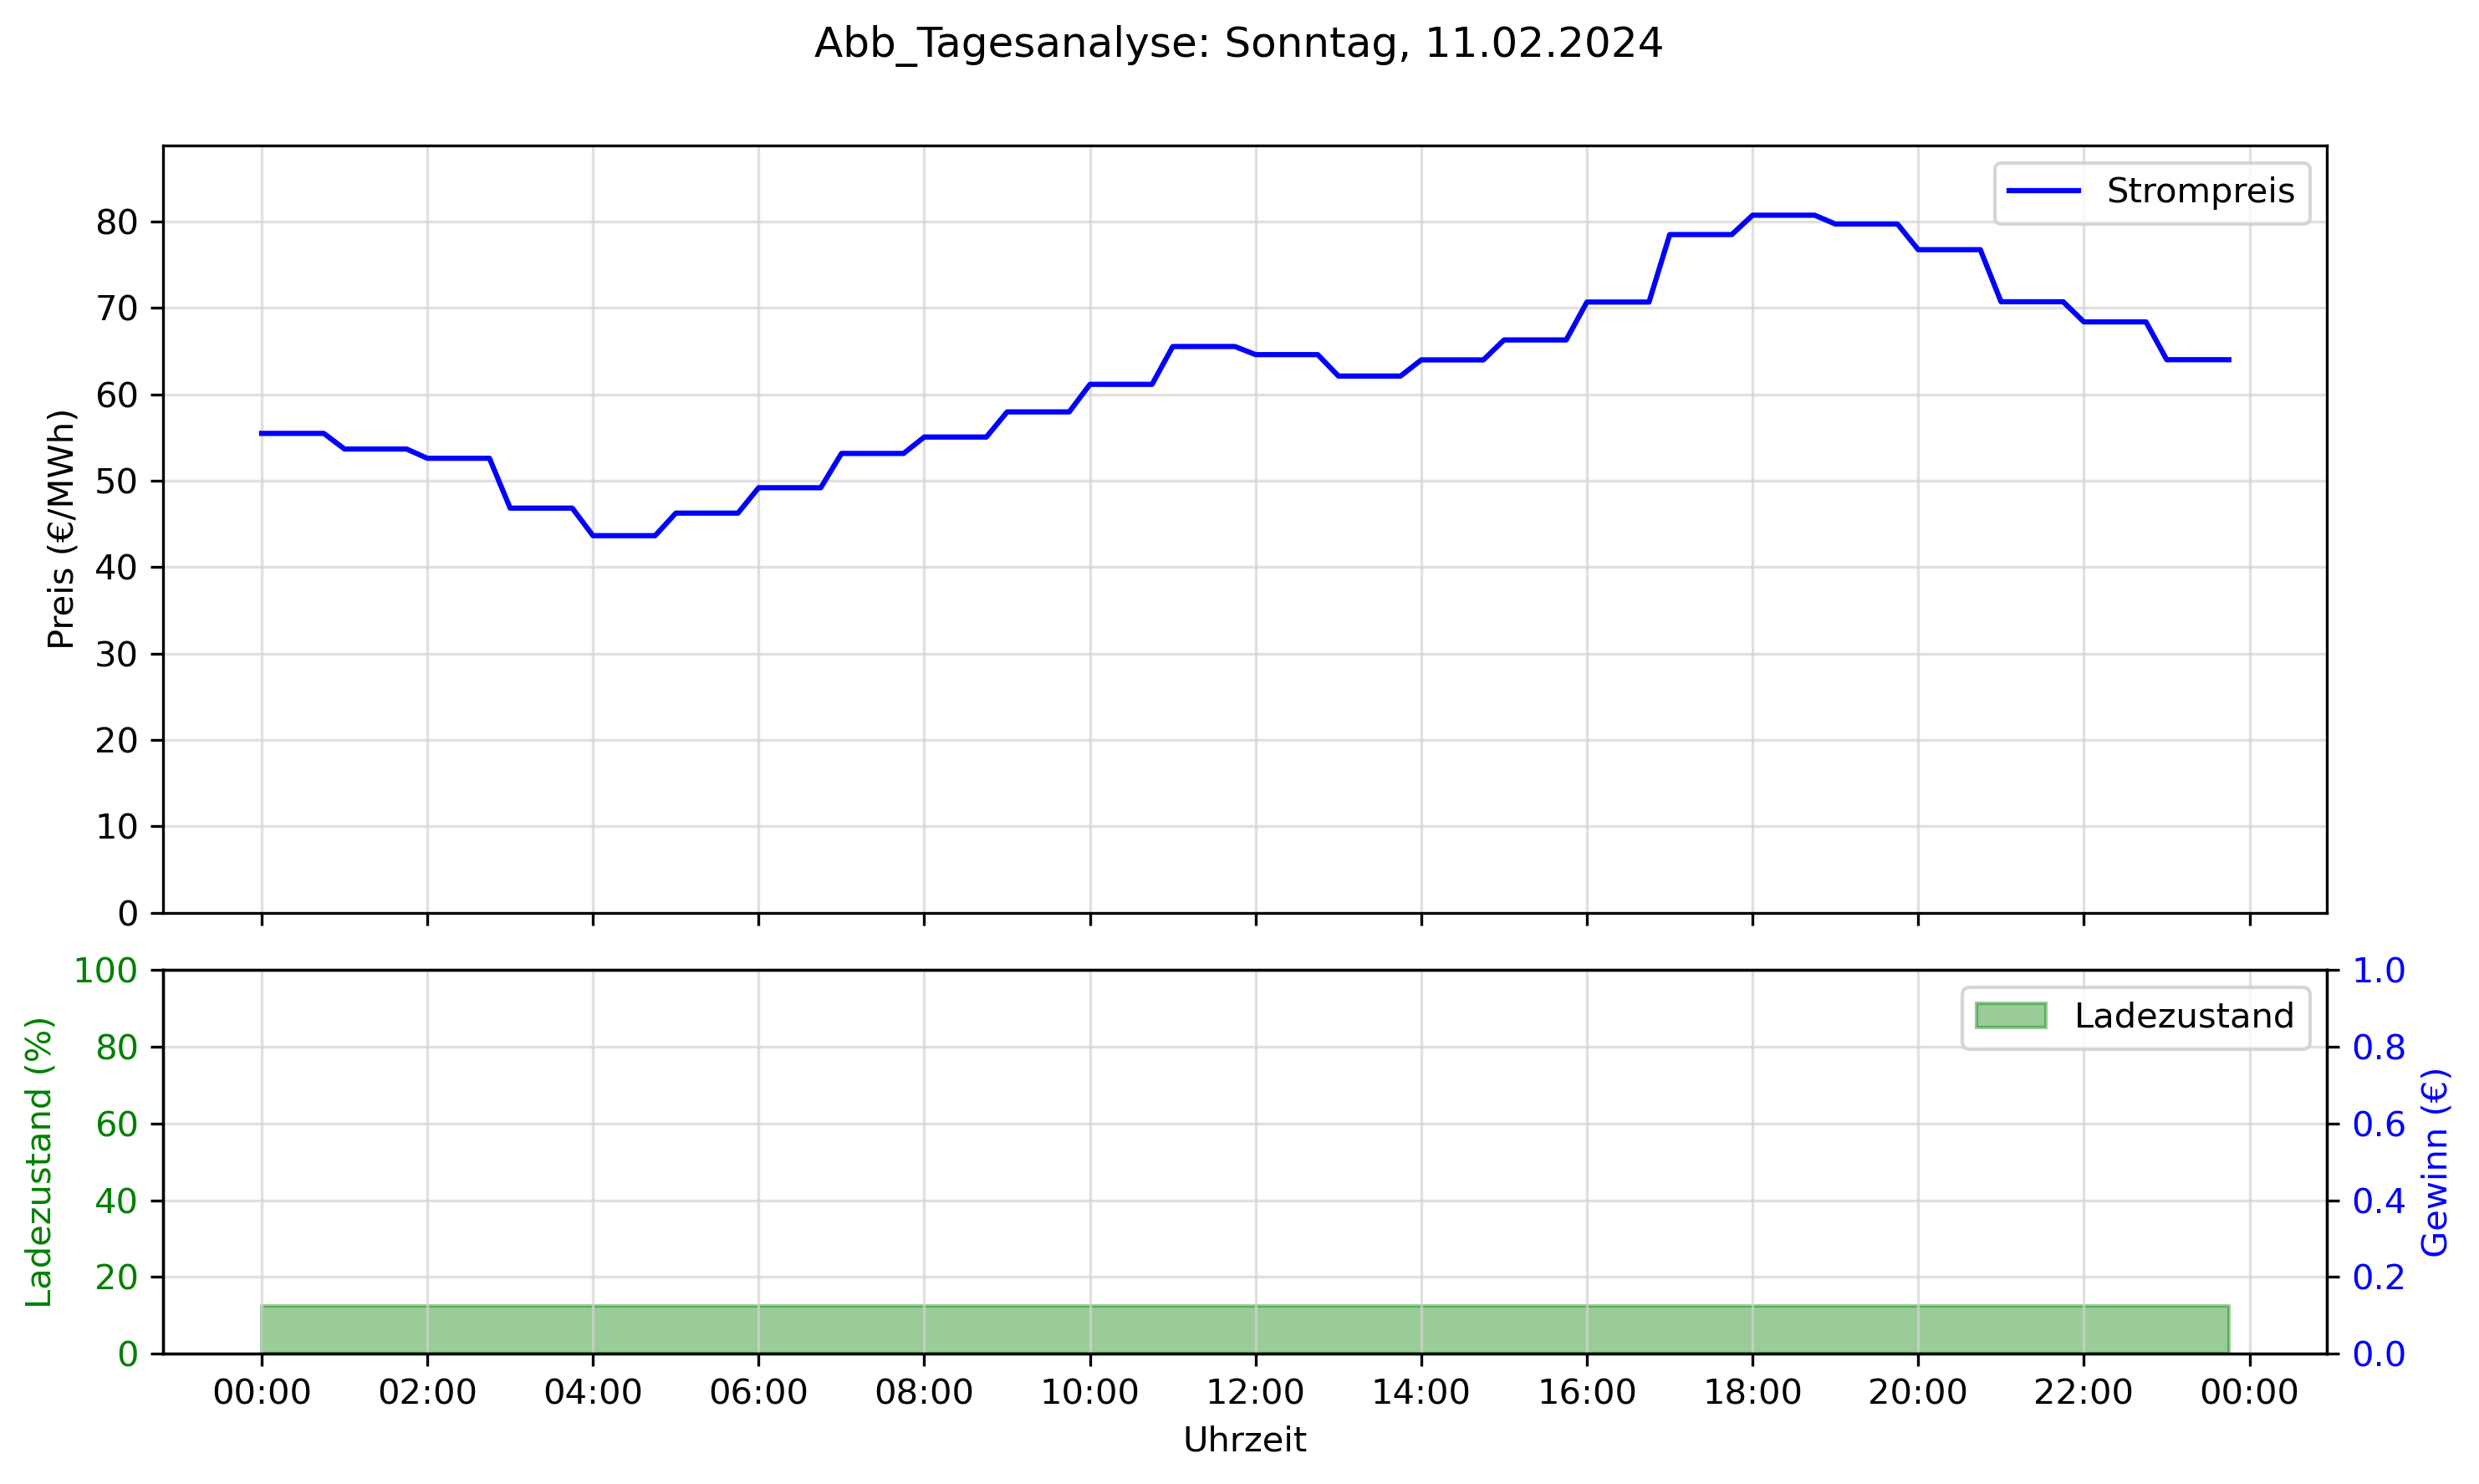 Abb_Tagesanalyse: Sonntag, 11.02.2024
Strompreis
Preis (€/MWh)
80
70
60
50
40
30
20
10
0
Ladezustand
Ladezustand (%)
100
80
60
40
20
0
Gewinn (€)
1.0
0.8
0.6
0.4
0.2
0.0
00:00 02:00 04:00 06:00 08:00 10:00 12:00 14:00 16:00 18:00 20:00 22:00 00:00
Uhrzeit